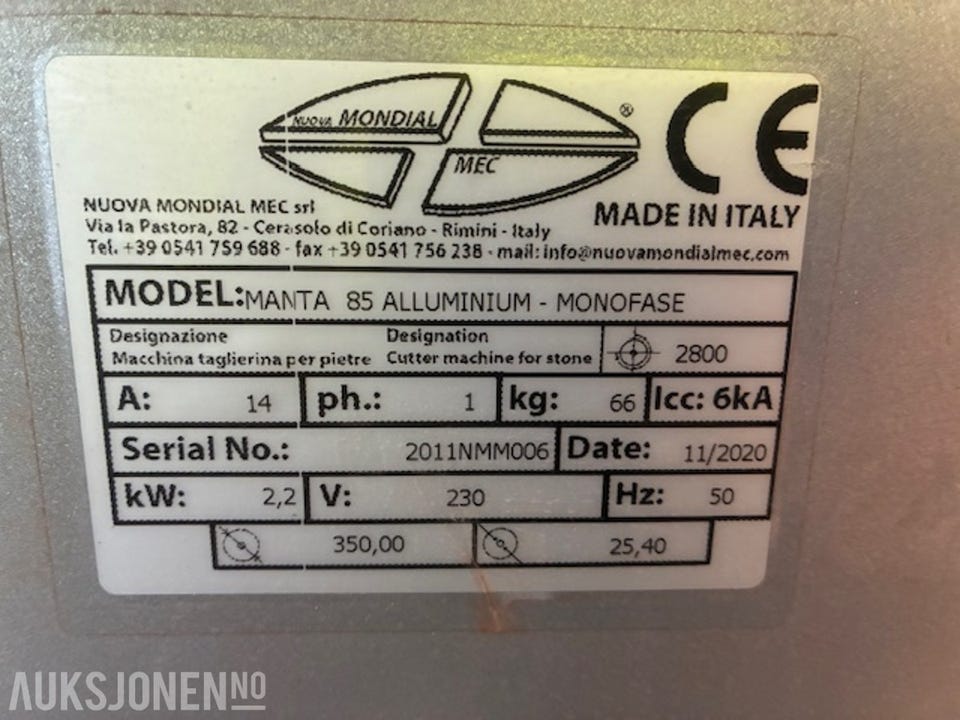 NUOVA MONDIAL
MEC
®
CE
MADE IN ITALY
NUOVA MONDIAL MEC srl
Via la Pastora, 82 - Cerasolo di Coriano - Rimini - Italy
Tel. +39 0541 759 688 - fax +39 0541 756 238 - mail: info@nuovamondialmec.com
MODEL: MANTA 85 ALLUMINIUM - MONOFASE
Designazione Designation
Macchina taglierina per pietre Cutter machine for stone 2800
A: 14 ph.: 1 kg: 66 Icc: 6kA
Serial No.: 2011NMM006 Date: 11/2020
kW: 2,2 V: 230 Hz: 50
350,00 25,40
AUKSJONEN.NO